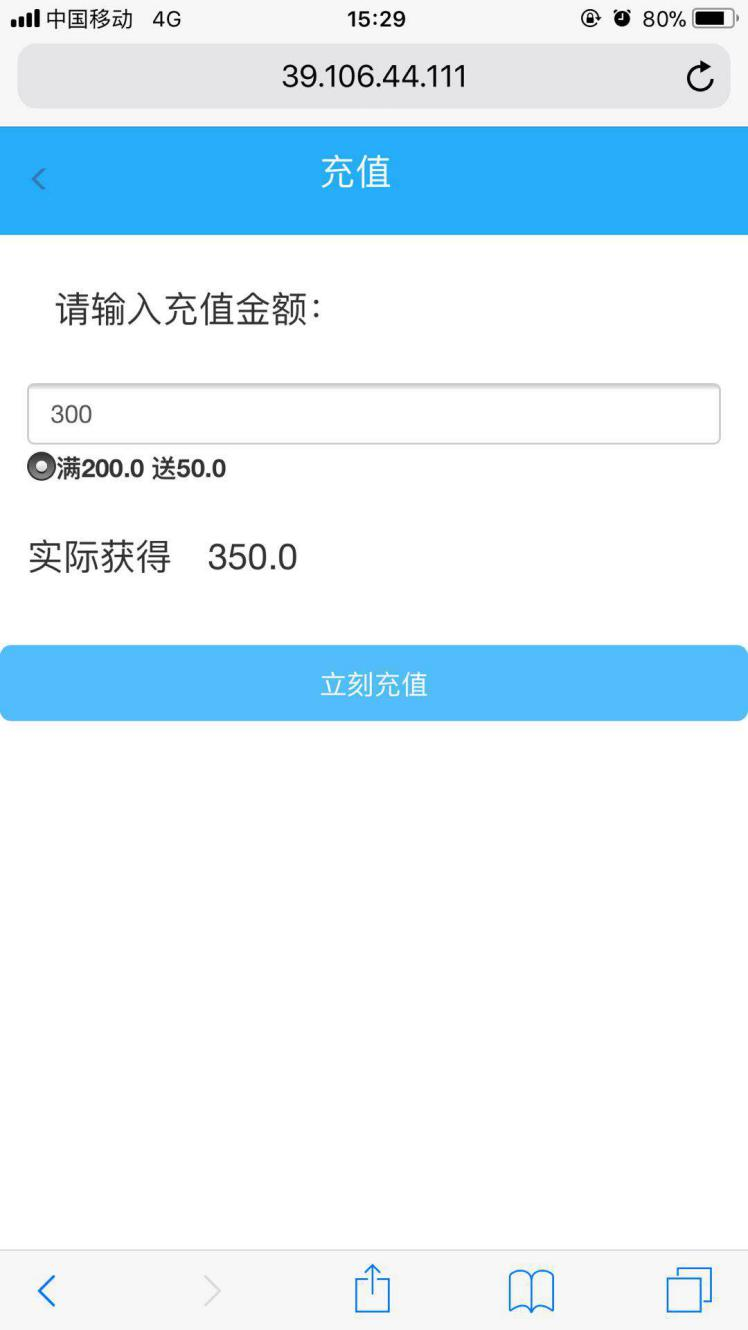 中国移动 4G 15:29 80%
39.106.44.111
充值
请输入充值金额：
300
满200.0 送50.0
实际获得 350.0
立刻充值